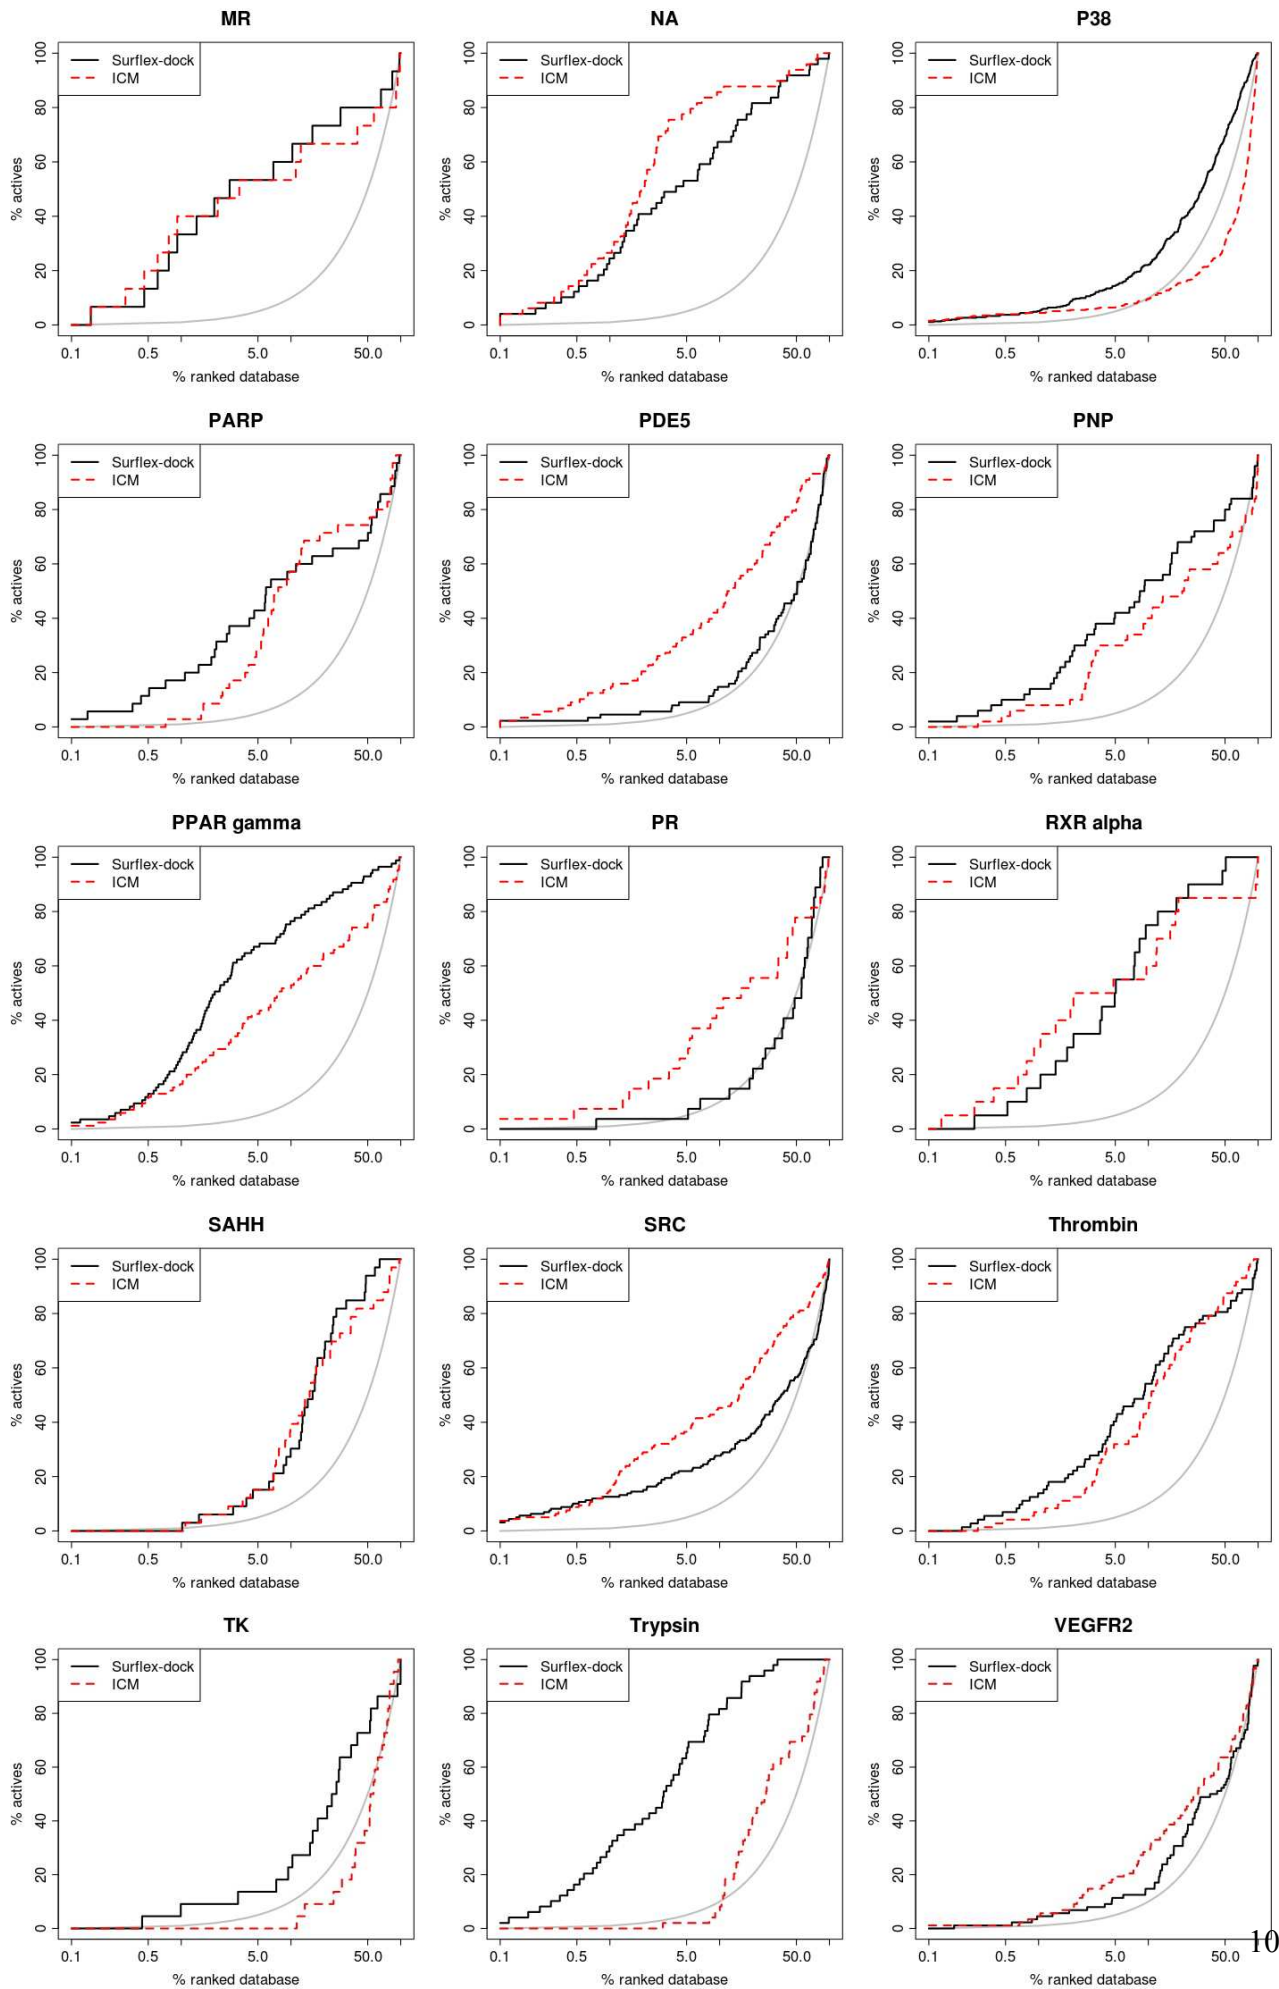 MR
Surflex-dock
ICM
% actives
0 20 40 60 80 100
0.1 0.5 5.0 50.0
% ranked database
NA
Surflex-dock
ICM
% actives
0 20 40 60 80 100
0.1 0.5 5.0 50.0
% ranked database
P38
Surflex-dock
ICM
% actives
0 20 40 60 80 100
0.1 0.5 5.0 50.0
% ranked database
PARP
Surflex-dock
ICM
% actives
0 20 40 60 80 100
0.1 0.5 5.0 50.0
% ranked database
PDE5
Surflex-dock
ICM
% actives
0 20 40 60 80 100
0.1 0.5 5.0 50.0
% ranked database
PNP
Surflex-dock
ICM
% actives
0 20 40 60 80 100
0.1 0.5 5.0 50.0
% ranked database
PPAR gamma
Surflex-dock
ICM
% actives
0 20 40 60 80 100
0.1 0.5 5.0 50.0
% ranked database
PR
Surflex-dock
ICM
% actives
0 20 40 60 80 100
0.1 0.5 5.0 50.0
% ranked database
RXR alpha
Surflex-dock
ICM
% actives
0 20 40 60 80 100
0.1 0.5 5.0 50.0
% ranked database
SAHH
Surflex-dock
ICM
% actives
0 20 40 60 80 100
0.1 0.5 5.0 50.0
% ranked database
SRC
Surflex-dock
ICM
% actives
0 20 40 60 80 100
0.1 0.5 5.0 50.0
% ranked database
Thrombin
Surflex-dock
ICM
% actives
0 20 40 60 80 100
0.1 0.5 5.0 50.0
% ranked database
TK
Surflex-dock
ICM
% actives
0 20 40 60 80 100
0.1 0.5 5.0 50.0
% ranked database
Trypsin
Surflex-dock
ICM
% actives
0 20 40 60 80 100
0.1 0.5 5.0 50.0
% ranked database
VEGFR2
Surflex-dock
ICM
% actives
0 20 40 60 80 100
0.1 0.5 5.0 50.0
% ranked database
10